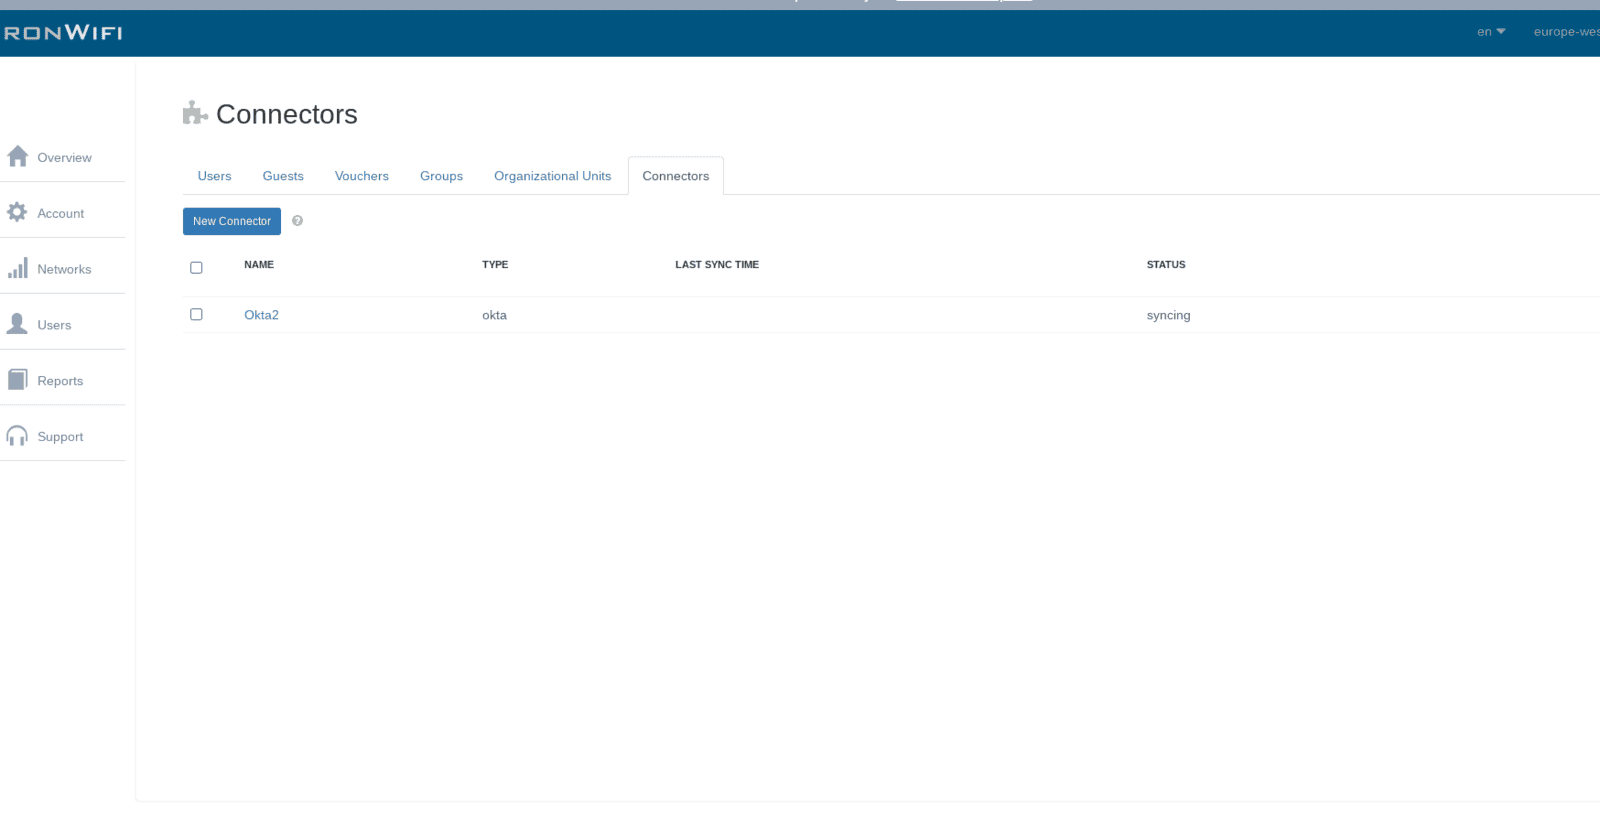 RONWIFI
en
europe-wes
Connectors
Overview
Account
Networks
Users
Reports
Support
Users Guests Vouchers Groups Organizational Units Connectors
New Connector
NAME TYPE LAST SYNC TIME STATUS
Okta2 okta syncing